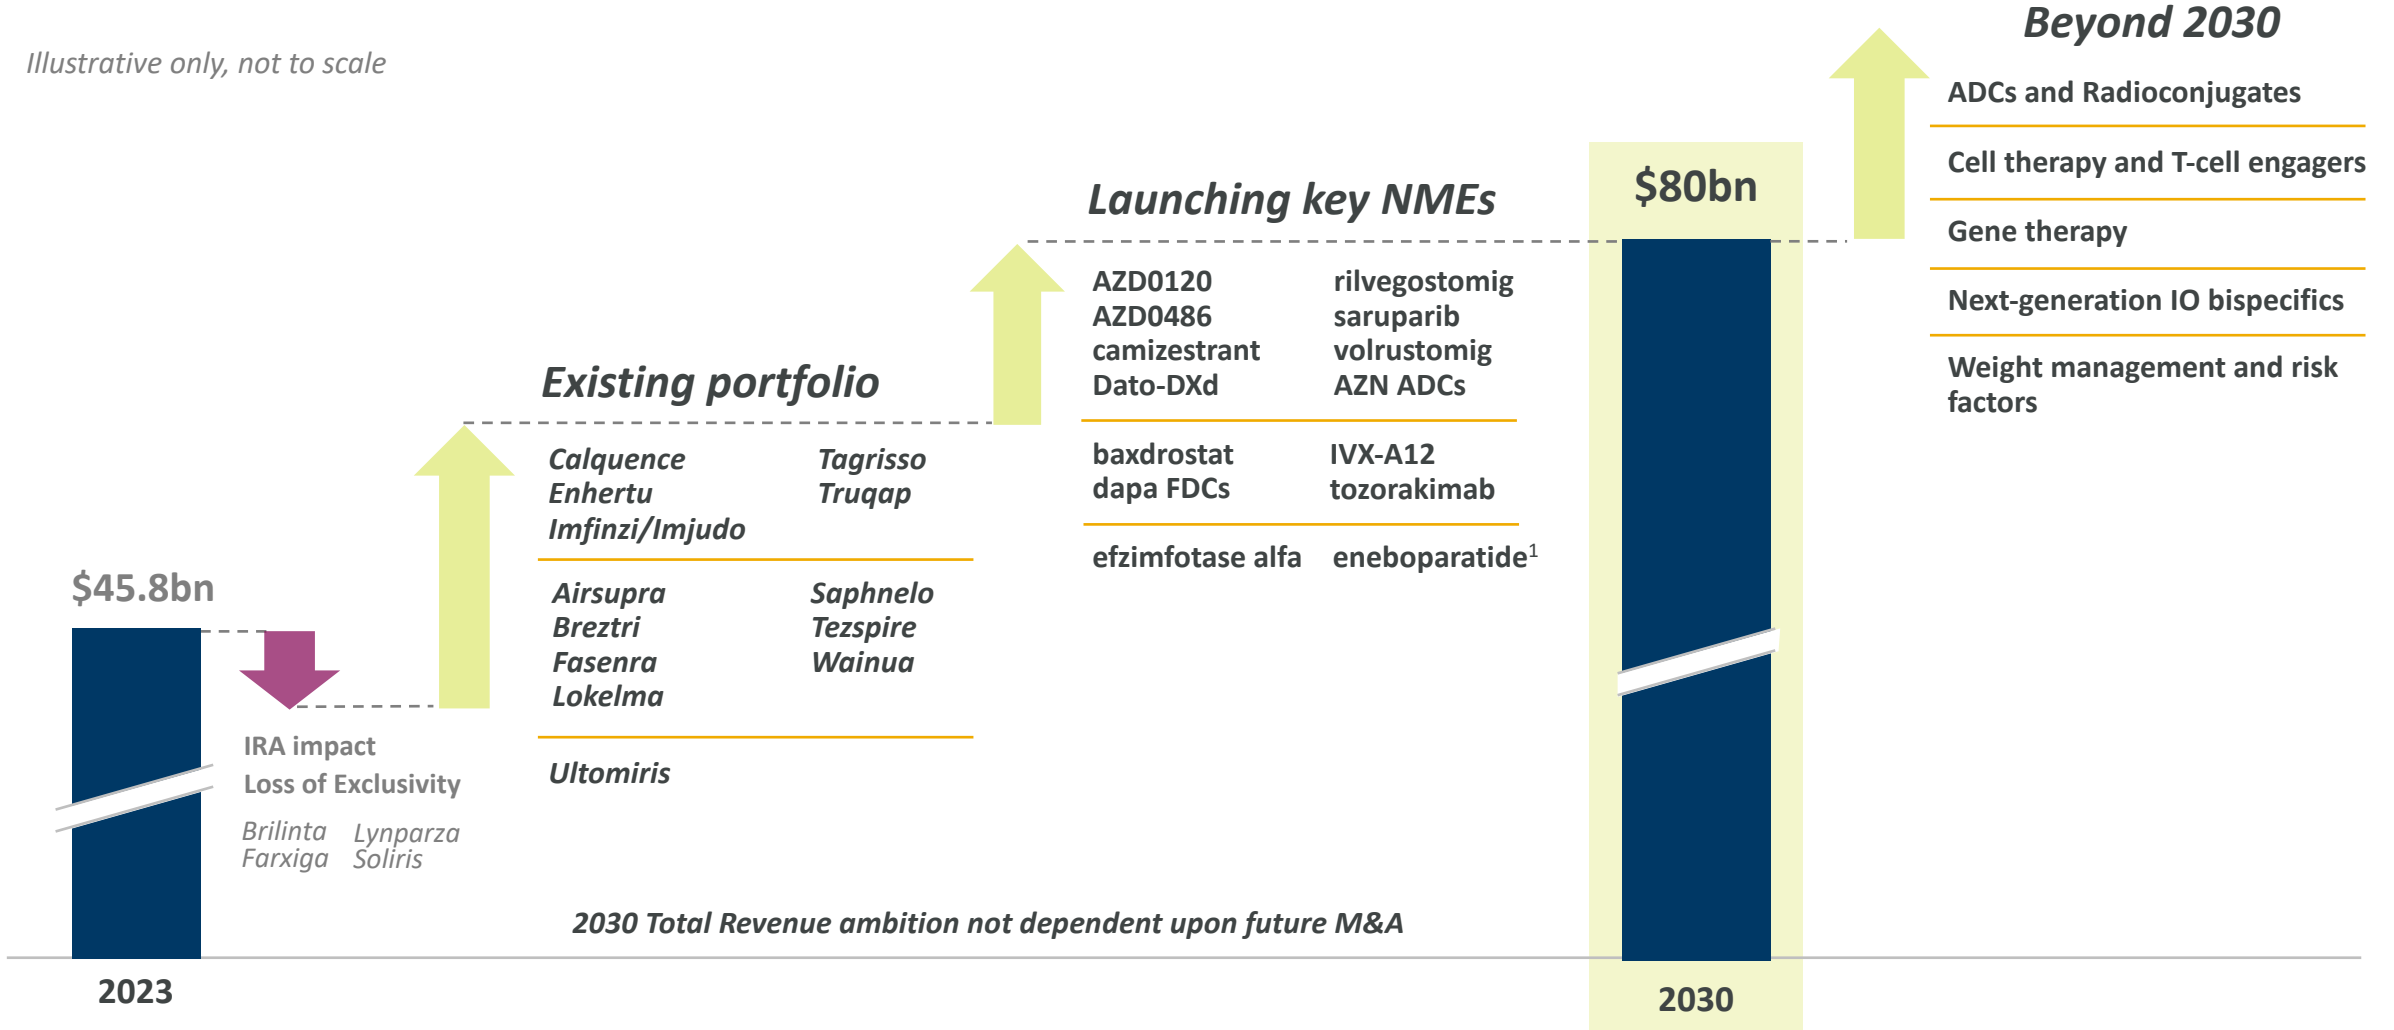 Illustrative only, not to scale
$45.8bn
2023
IRA impact
Loss of Exclusivity
Brilinta Lynparza
Farxiga Soliris
Existing portfolio
Calquence Tagrisso
Enhertu Truqap
Imfinzi/Imjudo
Airsupra Saphnelo
Breztri Tezspire
Fasenra Wainua
Lokelma
Ultomiris
Launching key NMEs
AZD0120 rilvegostomig
AZD0486 saruparib
camizestrant volrustomig
Dato-DXd AZN ADCs
baxdrostat IVX-A12
dapa FDCs tozorakimab
efzimfotase alfa eneboparatide¹
2030 Total Revenue ambition not dependent upon future M&A
$80bn
2030
Beyond 2030
ADCs and Radioconjugates
Cell therapy and T-cell engagers
Gene therapy
Next-generation IO bispecifics
Weight management and risk
factors